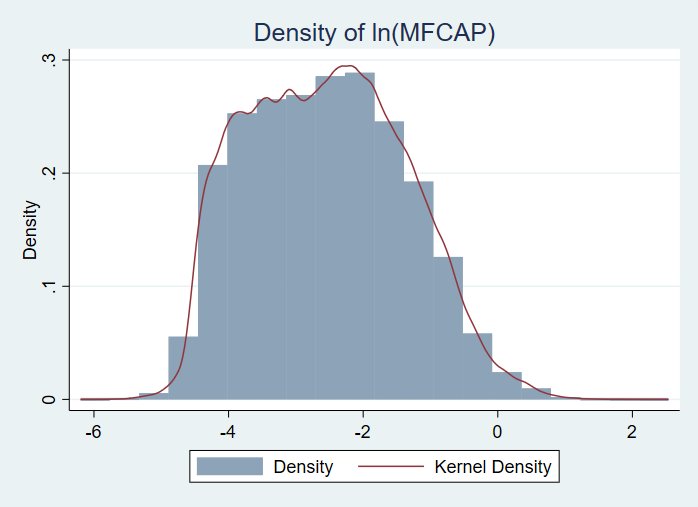 Density of ln(MFCAP)
.3
.2
.1
0
Density
-6 -4 -2 0 2
Density Kernel Density